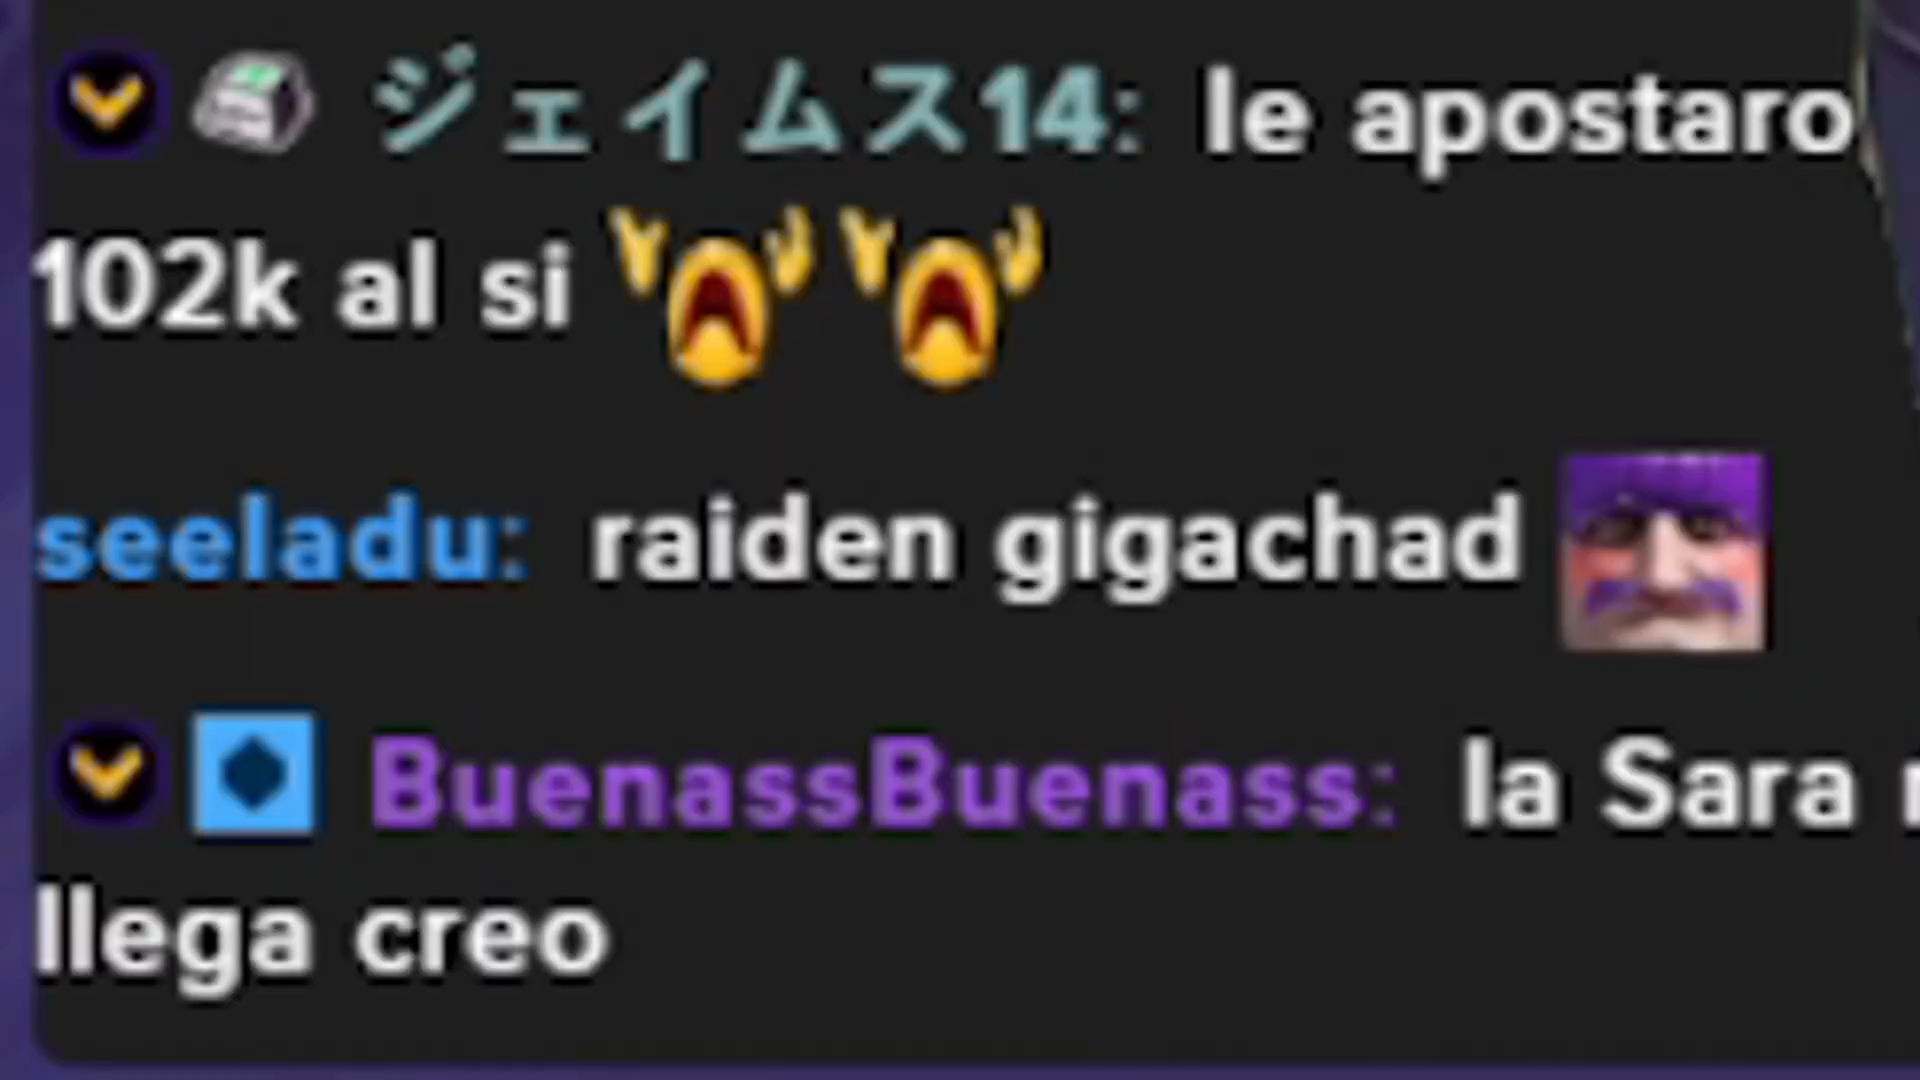 ジェイムス14: le apostaro
102k al si
seeladu: raiden gigachad
BuenassBuenass: la Sara
llega creo